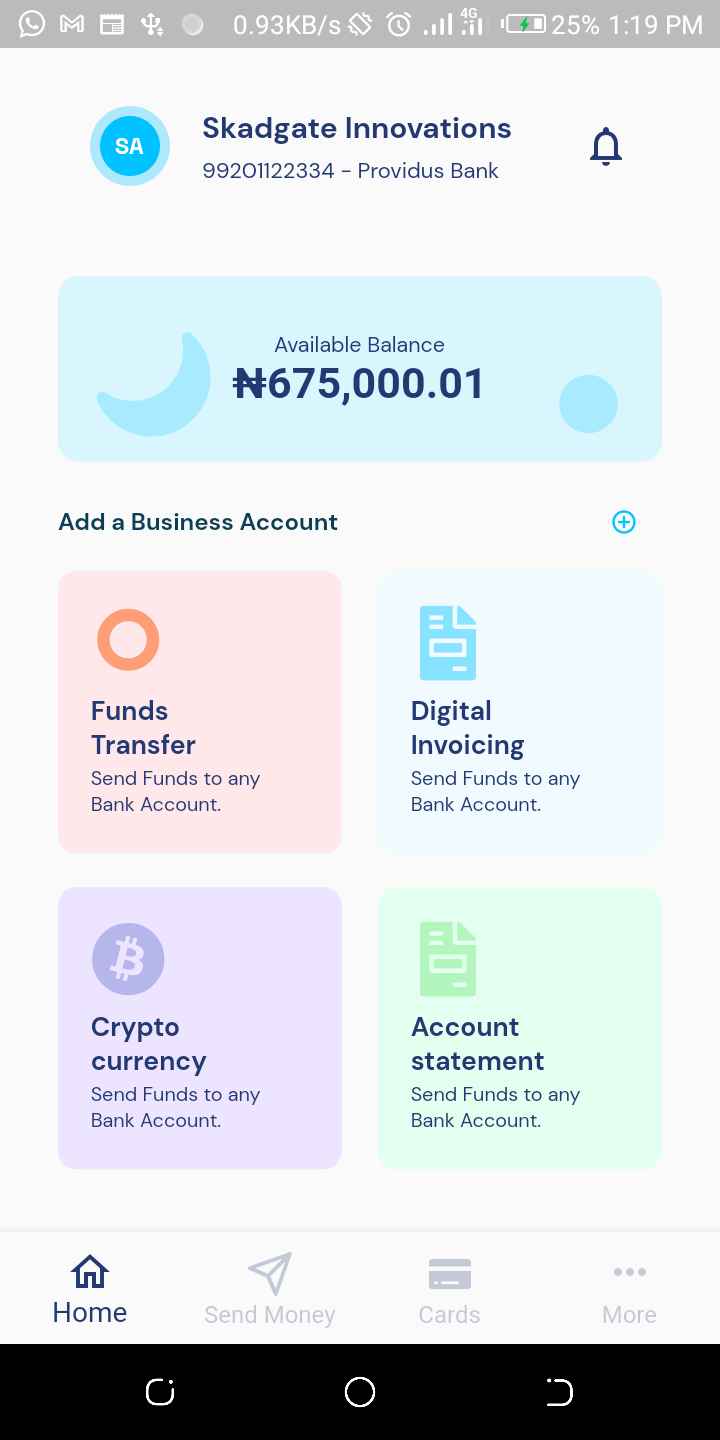 0.93KB/s 4G 25% 1:19 PM
SA
Skadgate Innovations
99201122334 - Providus Bank
Available Balance
₦675,000.01
Add a Business Account
Funds
Transfer
Send Funds to any
Bank Account.
Digital
Invoicing
Send Funds to any
Bank Account.
Crypto
currency
Send Funds to any
Bank Account.
Account
statement
Send Funds to any
Bank Account.
Home
Send Money
Cards
More